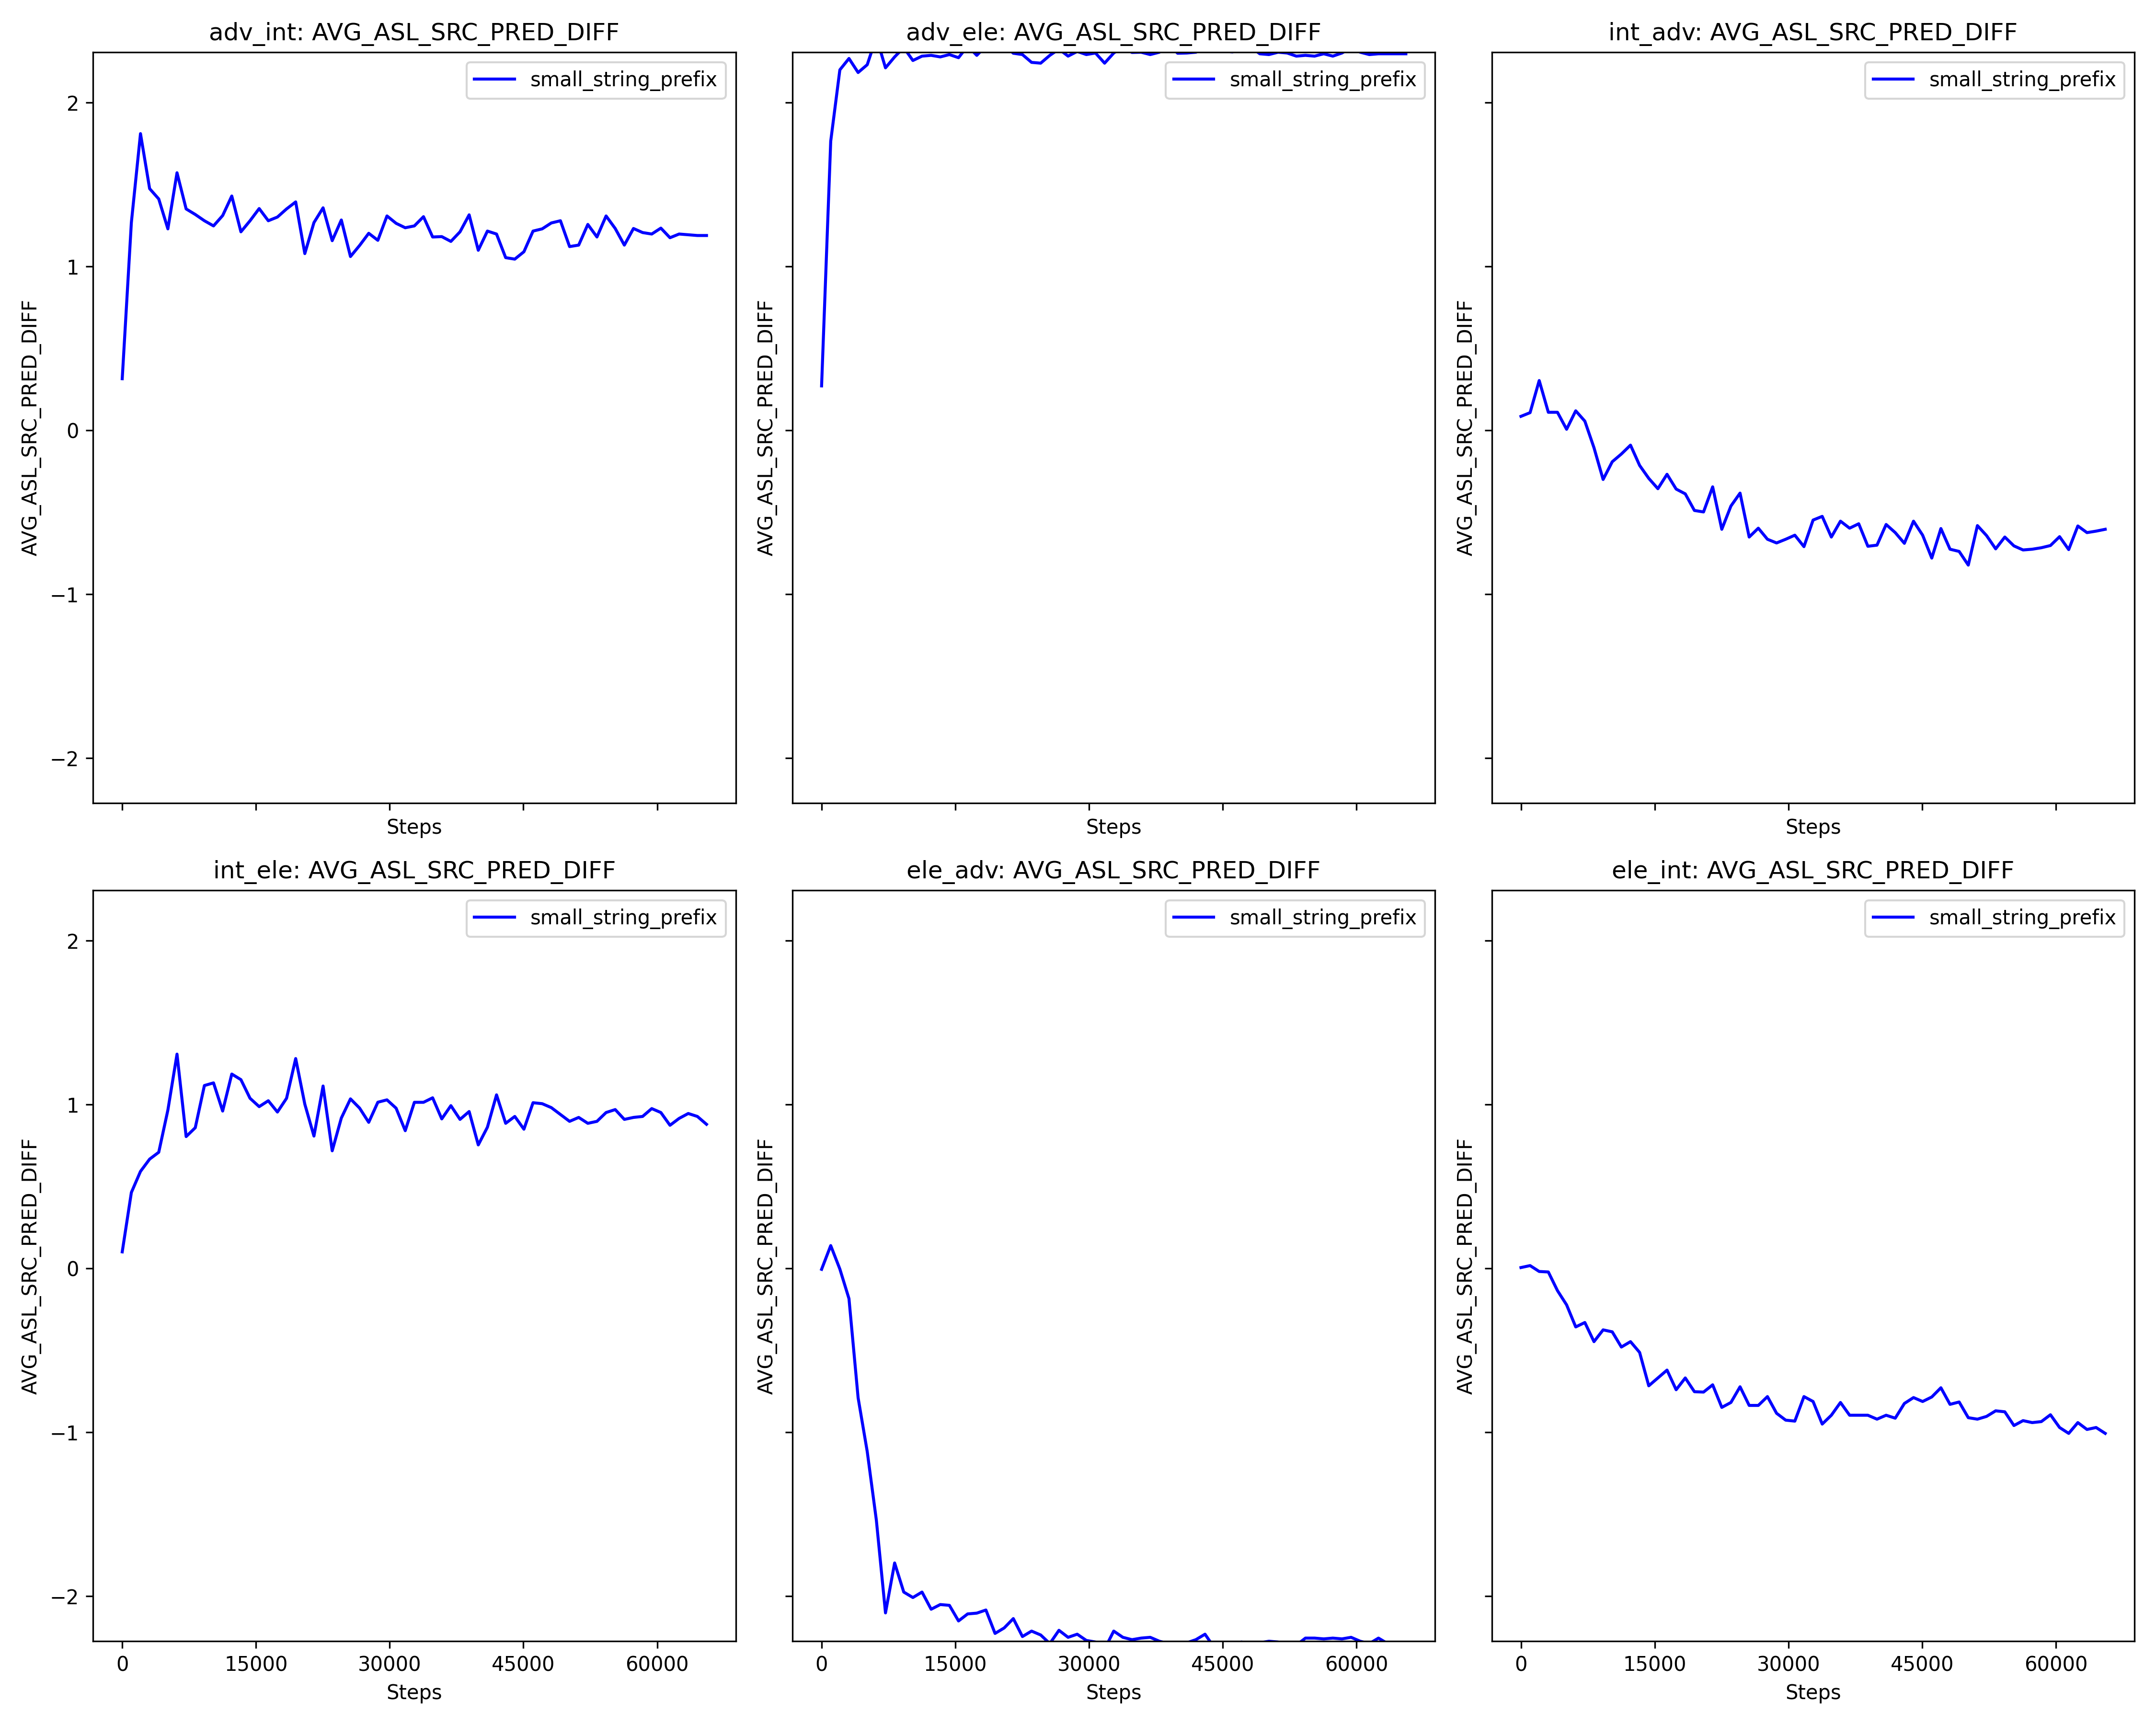 adv_int: AVG_ASL_SRC_PRED_DIFF
adv_ele: AVG_ASL_SRC_PRED_DIFF
int_adv: AVG_ASL_SRC_PRED_DIFF
small_string_prefix
small_string_prefix
small_string_prefix
2
1
0
−1
−2
AVG_ASL_SRC_PRED_DIFF
AVG_ASL_SRC_PRED_DIFF
AVG_ASL_SRC_PRED_DIFF
Steps
Steps
Steps
int_ele: AVG_ASL_SRC_PRED_DIFF
ele_adv: AVG_ASL_SRC_PRED_DIFF
ele_int: AVG_ASL_SRC_PRED_DIFF
small_string_prefix
small_string_prefix
small_string_prefix
2
1
0
−1
−2
AVG_ASL_SRC_PRED_DIFF
AVG_ASL_SRC_PRED_DIFF
AVG_ASL_SRC_PRED_DIFF
0 15000 30000 45000 60000
0 15000 30000 45000 60000
0 15000 30000 45000 60000
Steps
Steps
Steps